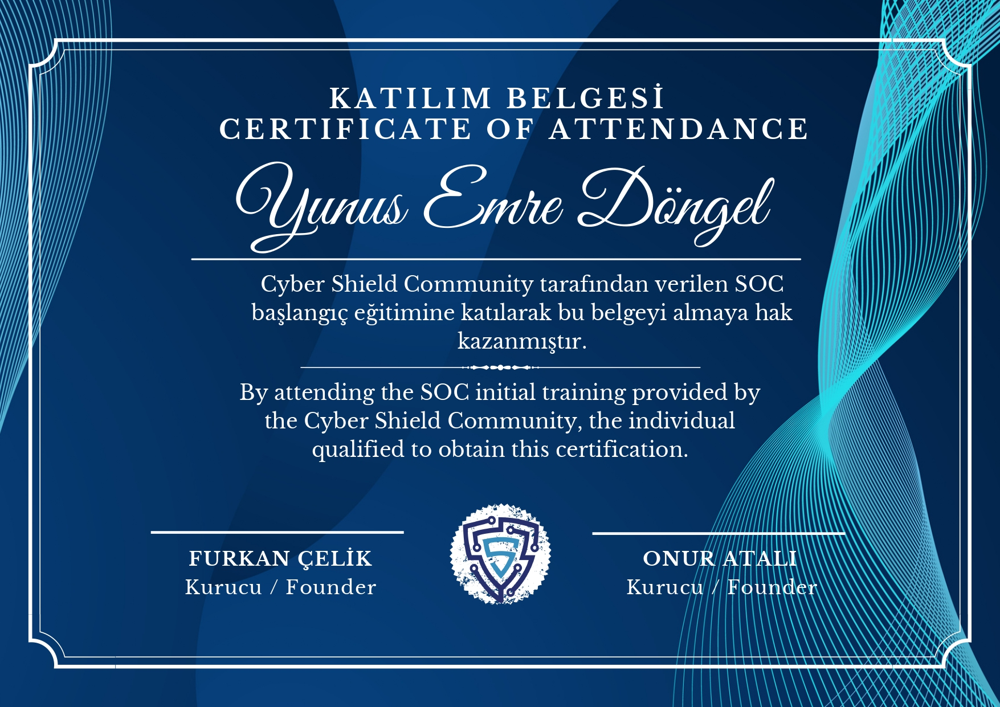 KATILIM BELGESİ
CERTIFICATE OF ATTENDANCE
Yunus Emre Döngel
Cyber Shield Community tarafından verilen SOC
başlangıç eğitimine katılarak bu belgeyi almaya hak
kazanmıştır.
By attending the SOC initial training provided by
the Cyber Shield Community, the individual
qualified to obtain this certification.
FURKAN ÇELİK
Kurucu / Founder
ONUR ATALI
Kurucu / Founder